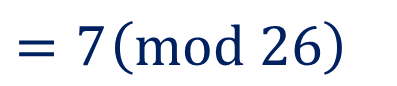 = 7(mod 26)